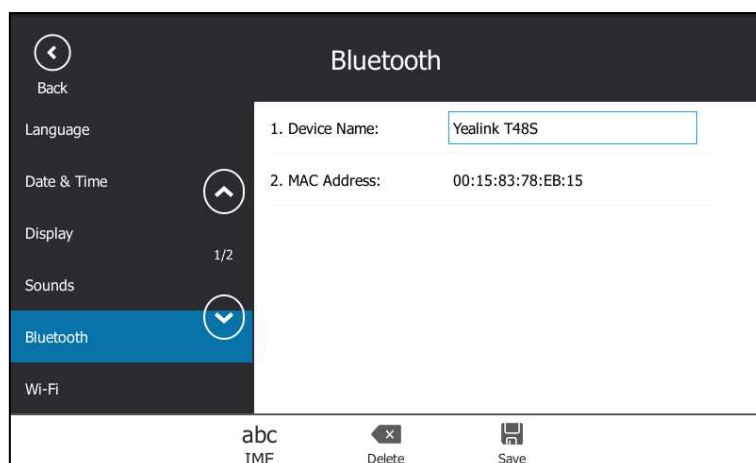 Bluetooth
Back
Language
Date & Time
Display
1/2
Sounds
Bluetooth
Wi-Fi
1. Device Name: Yealink T48S
2. MAC Address: 00:15:83:78:EB:15
abc
IME Delete Save